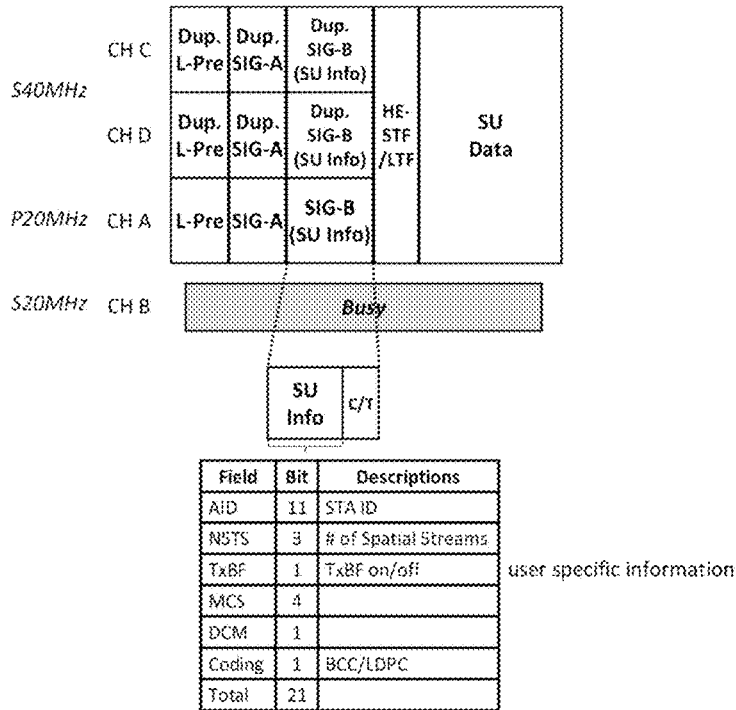 S40MHz
CH C
Dup. L-Pre
Dup. SIG-A
Dup. SIG-B (SU Info)
CH D
Dup. L-Pre
Dup. SIG-A
Dup. SIG-B (SU Info)
HE-STF/LTF
SU Data
P20MHz
CH A
L-Pre
SIG-A
SIG-B (SU Info)
S20MHz
CH B
Busy
SU Info
C/T
Field Bit Descriptions
AID 11 STA ID
NSTS 3 # of Spatial Streams
TxBF 1 TxBF on/off
MCS 4
DCM 1
Coding 1 BCC/LDPC
Total 21
user specific information